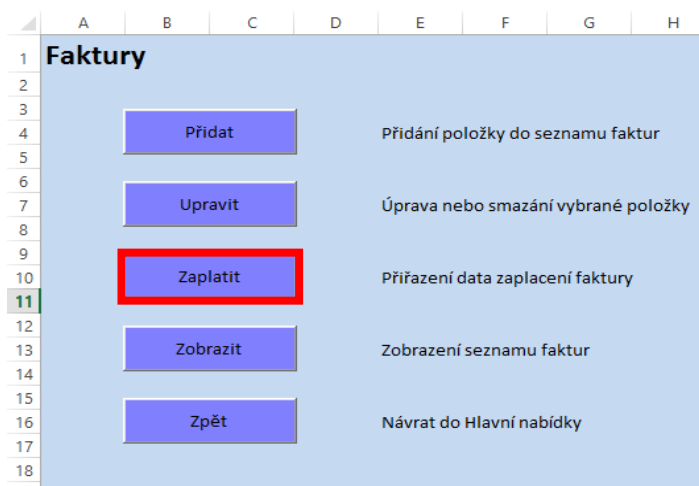 A B C D E F G H
1 Faktury
2
3
4 Přidat Přidání položky do seznamu faktur
5
6
7 Upravit Úprava nebo smazání vybrané položky
8
9
10 Zaplatit Přiřazení data zaplacení faktury
11
12
13 Zobrazit Zobrazení seznamu faktur
14
15
16 Zpět Návrat do Hlavní nabídky
17
18